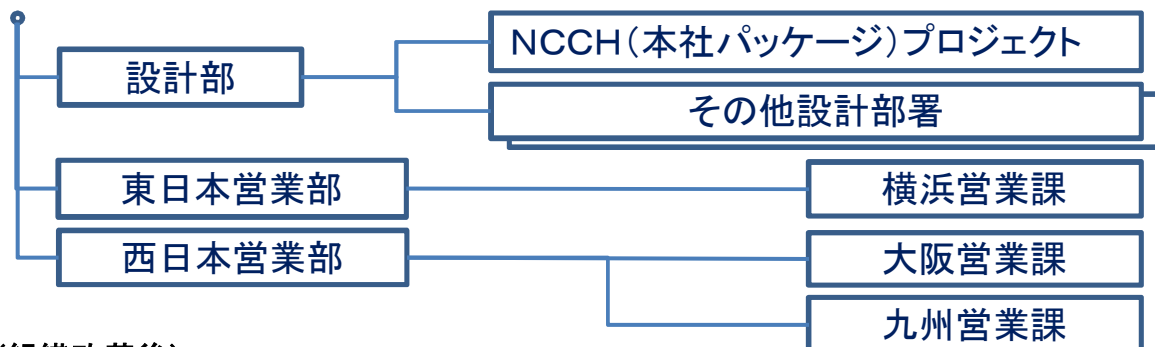 NCCH（本社パッケージ）プロジェクト
設計部
その他設計部署
東日本営業部
横浜営業課
西日本営業部
大阪営業課
九州営業課